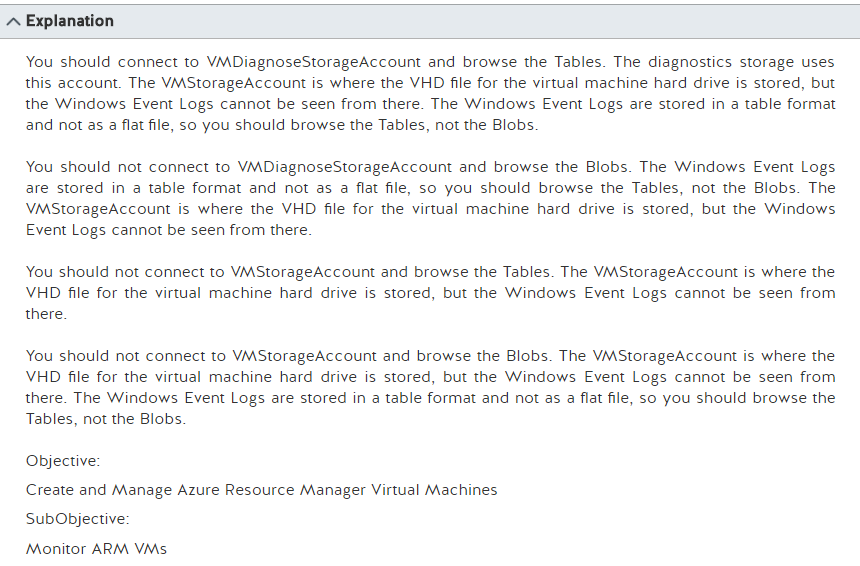 Explanation
You should connect to VMDiagnoseStorageAccount and browse the Tables. The diagnostics storage uses
this account. The VMStorageAccount is where the VHD file for the virtual machine hard drive is stored, but
the Windows Event Logs cannot be seen from there. The Windows Event Logs are stored in a table format
and not as a flat file, so you should browse the Tables, not the Blobs.
You should not connect to VMDiagnoseStorageAccount and browse the Blobs. The Windows Event Logs
are stored in a table format and not as a flat file, so you should browse the Tables, not the Blobs. The
VMStorageAccount is where the VHD file for the virtual machine hard drive is stored, but the Windows
Event Logs cannot be seen from there.
You should not connect to VMStorageAccount and browse the Tables. The VMStorageAccount is where the
VHD file for the virtual machine hard drive is stored, but the Windows Event Logs cannot be seen from
there.
You should not connect to VMStorageAccount and browse the Blobs. The VMStorageAccount is where the
VHD file for the virtual machine hard drive is stored, but the Windows Event Logs cannot be seen from
there. The Windows Event Logs are stored in a table format and not as a flat file, so you should browse the
Tables, not the Blobs.
Objective:
Create and Manage Azure Resource Manager Virtual Machines
SubObjective:
Monitor ARM VMs